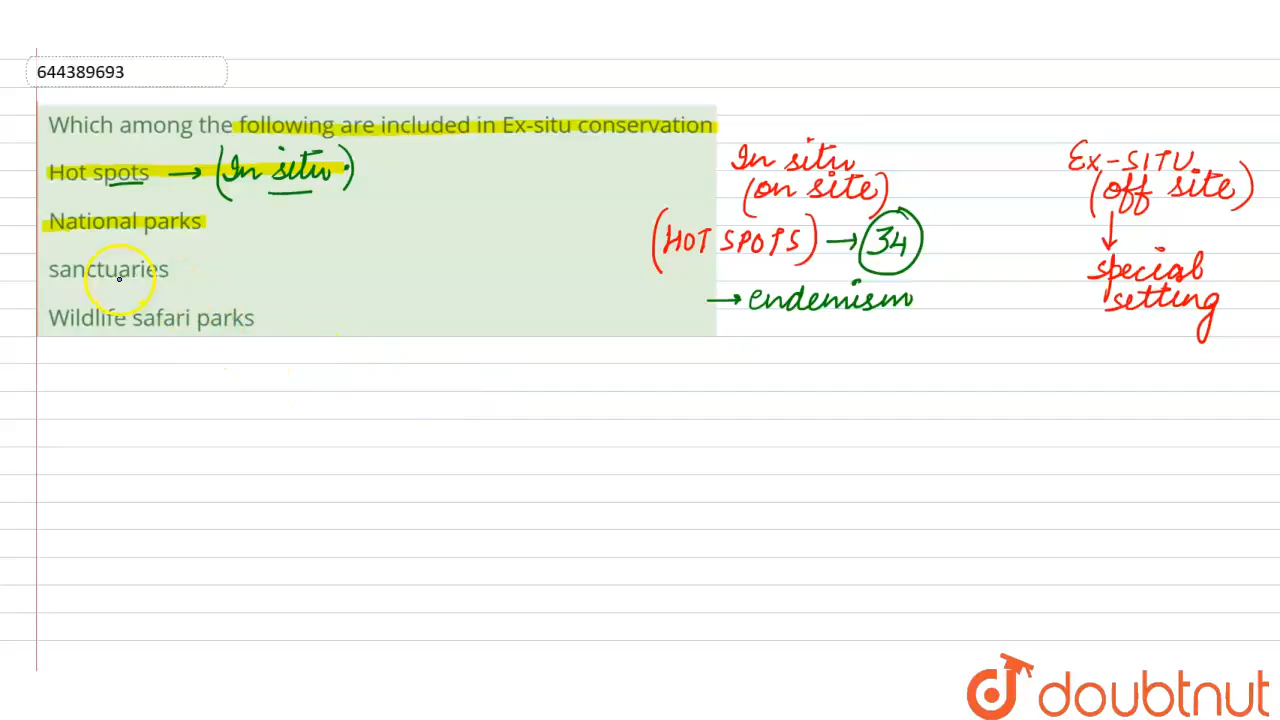 644389693
Which among the following are included in Ex-situ conservation
Hot spots → (In situ.)
National parks
sanctuaries
Wildlife safari parks
In situ
(on site)
(HOT SPOTS) → 34
→ endemism
EX-SITU
(off site)
↓
special
setting
doubtnut